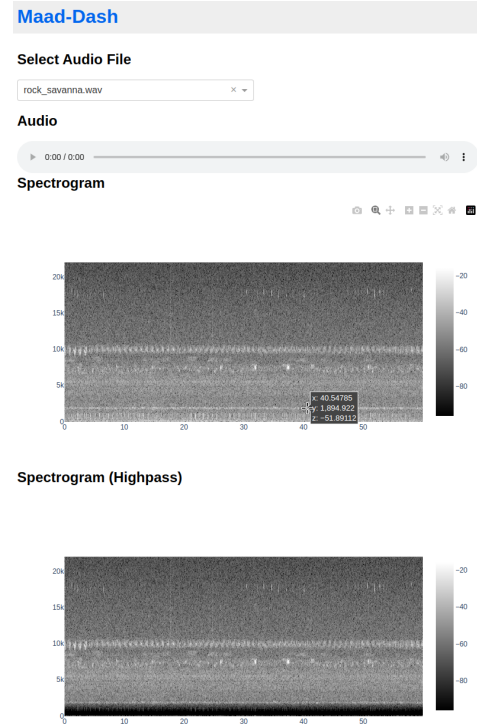 Maad-Dash
Select Audio File
rock_savanna.wav
Audio
0:00 / 0:00
Spectrogram
20k
15k
10k
5k
0
0 10 20 30 40 50
−20
−40
−60
−80
x: 40.54785
y: 1,894.922
z: −51.89112
Spectrogram (Highpass)
20k
15k
10k
5k
0
0 10 20 30 40 50
−20
−40
−60
−80